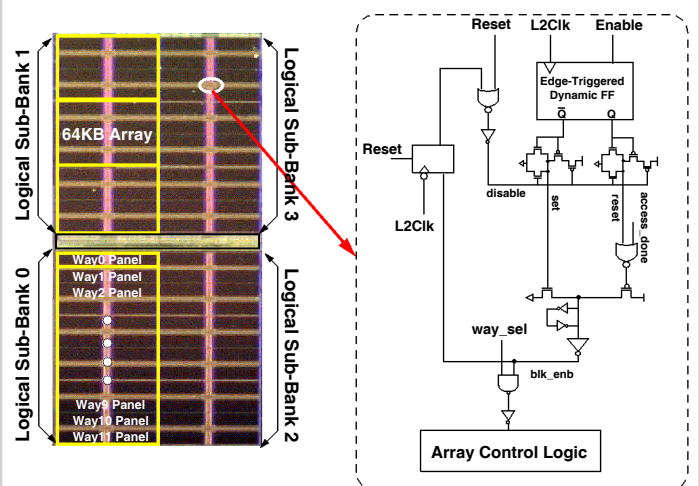 Logical Sub-Bank 1
64KB Array
Logical Sub-Bank 3
Logical Sub-Bank 0
Way0 Panel
Way1 Panel
Way2 Panel
Way9 Panel
Way10 Panel
Way11 Panel
Logical Sub-Bank 2
Reset
L2Clk
Enable
Edge-Triggered
Dynamic FF
Q
Q
Reset
L2Clk
disable
set
reset
access_done
way_sel
blk_enb
Array Control Logic